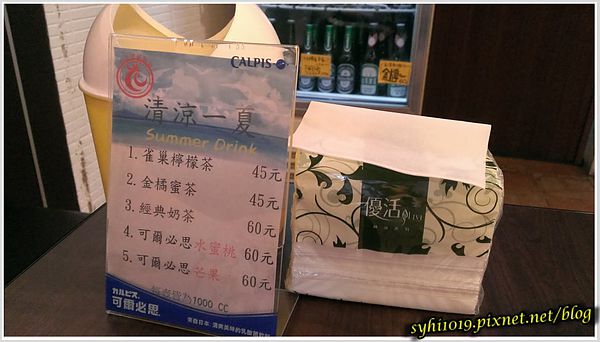 CALPIS
清涼一夏
Summer Drink
1. 雀巢檸檬茶 45元
2. 金橘蜜茶 45元
3. 經典奶茶 60元
4. 可爾必思水蜜桃 60元
5. 可爾必思芒果 60元
每壺皆為1000 CC
カルピス
可爾必思
優活
syhi1019.pixnet.net/blog